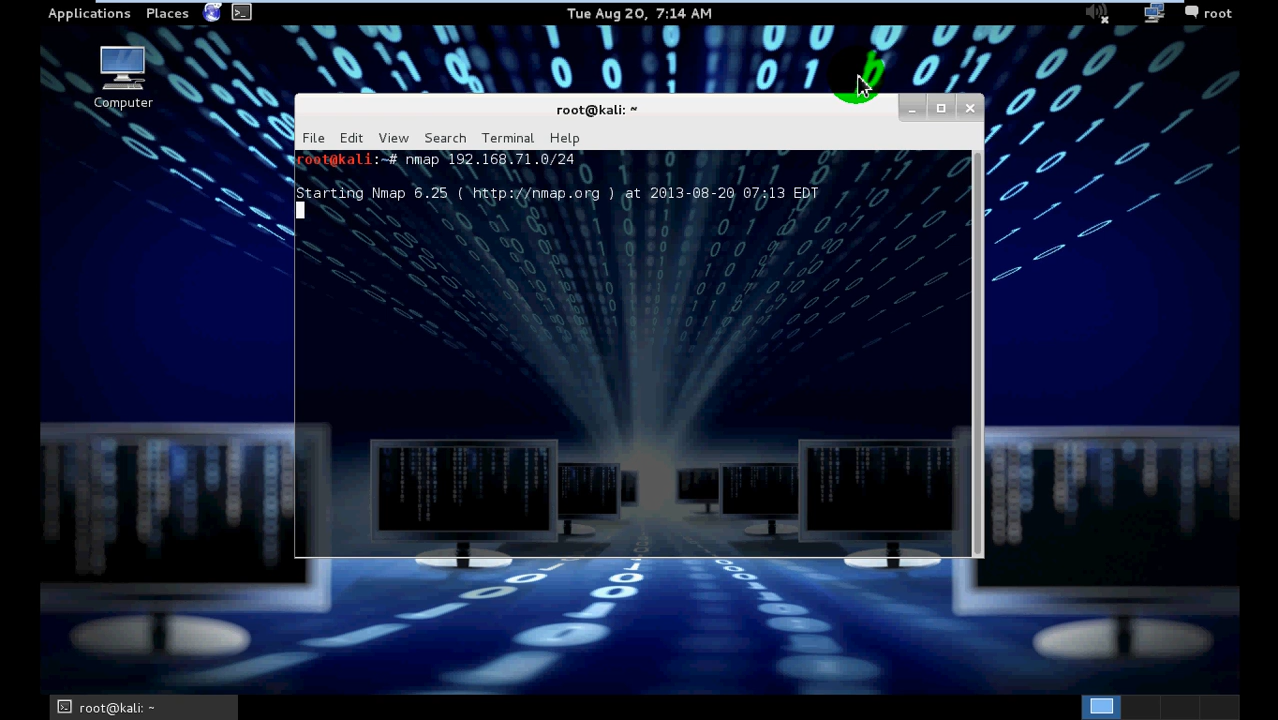 Applications Places Tue Aug 20, 7:14 AM root
Computer
root@kali: ~
File Edit View Search Terminal Help
root@kali:~# nmap 192.168.71.0/24
Starting Nmap 6.25 ( http://nmap.org ) at 2013-08-20 07:13 EDT
root@kali: ~